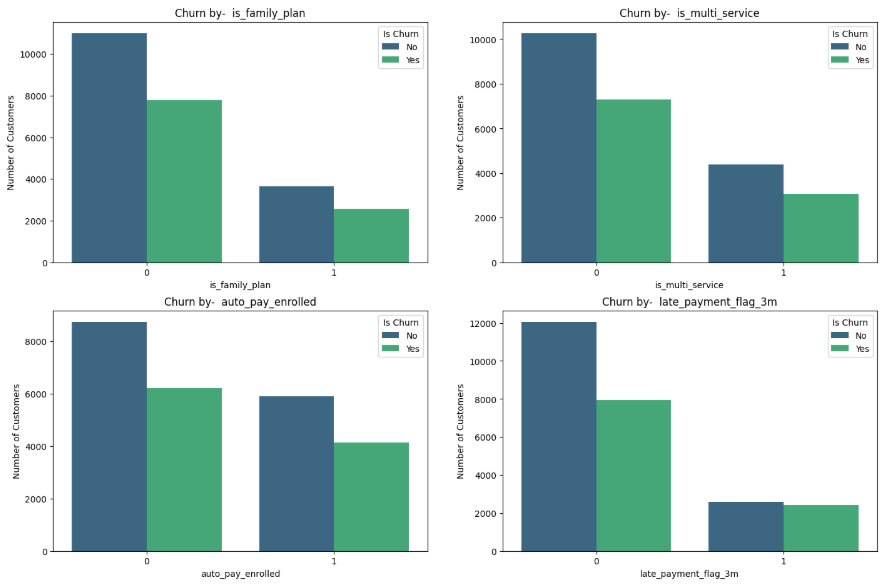 Churn by-  is_family_plan
Is Churn
No
Yes
10000
8000
6000
4000
2000
0
Number of Customers
0
1
is_family_plan
Churn by-  is_multi_service
Is Churn
No
Yes
10000
8000
6000
4000
2000
0
Number of Customers
0
1
is_multi_service
Churn by-  auto_pay_enrolled
Is Churn
No
Yes
8000
6000
4000
2000
0
Number of Customers
0
1
auto_pay_enrolled
Churn by-  late_payment_flag_3m
Is Churn
No
Yes
12000
10000
8000
6000
4000
2000
0
Number of Customers
0
1
late_payment_flag_3m